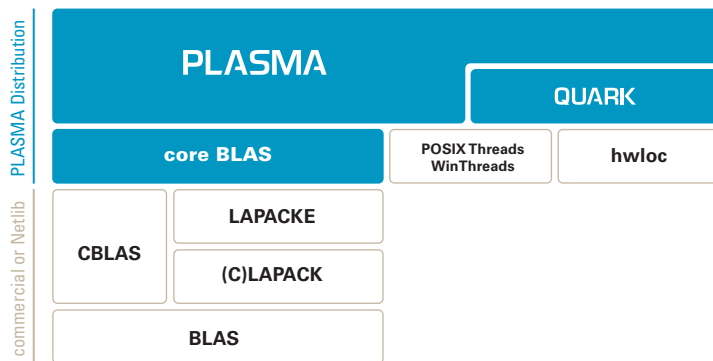 PLASMA Distribution
PLASMA
QUARK
core BLAS
POSIX Threads
WinThreads
hwloc
commercial or Netlib
CBLAS
LAPACKE
(C)LAPACK
BLAS